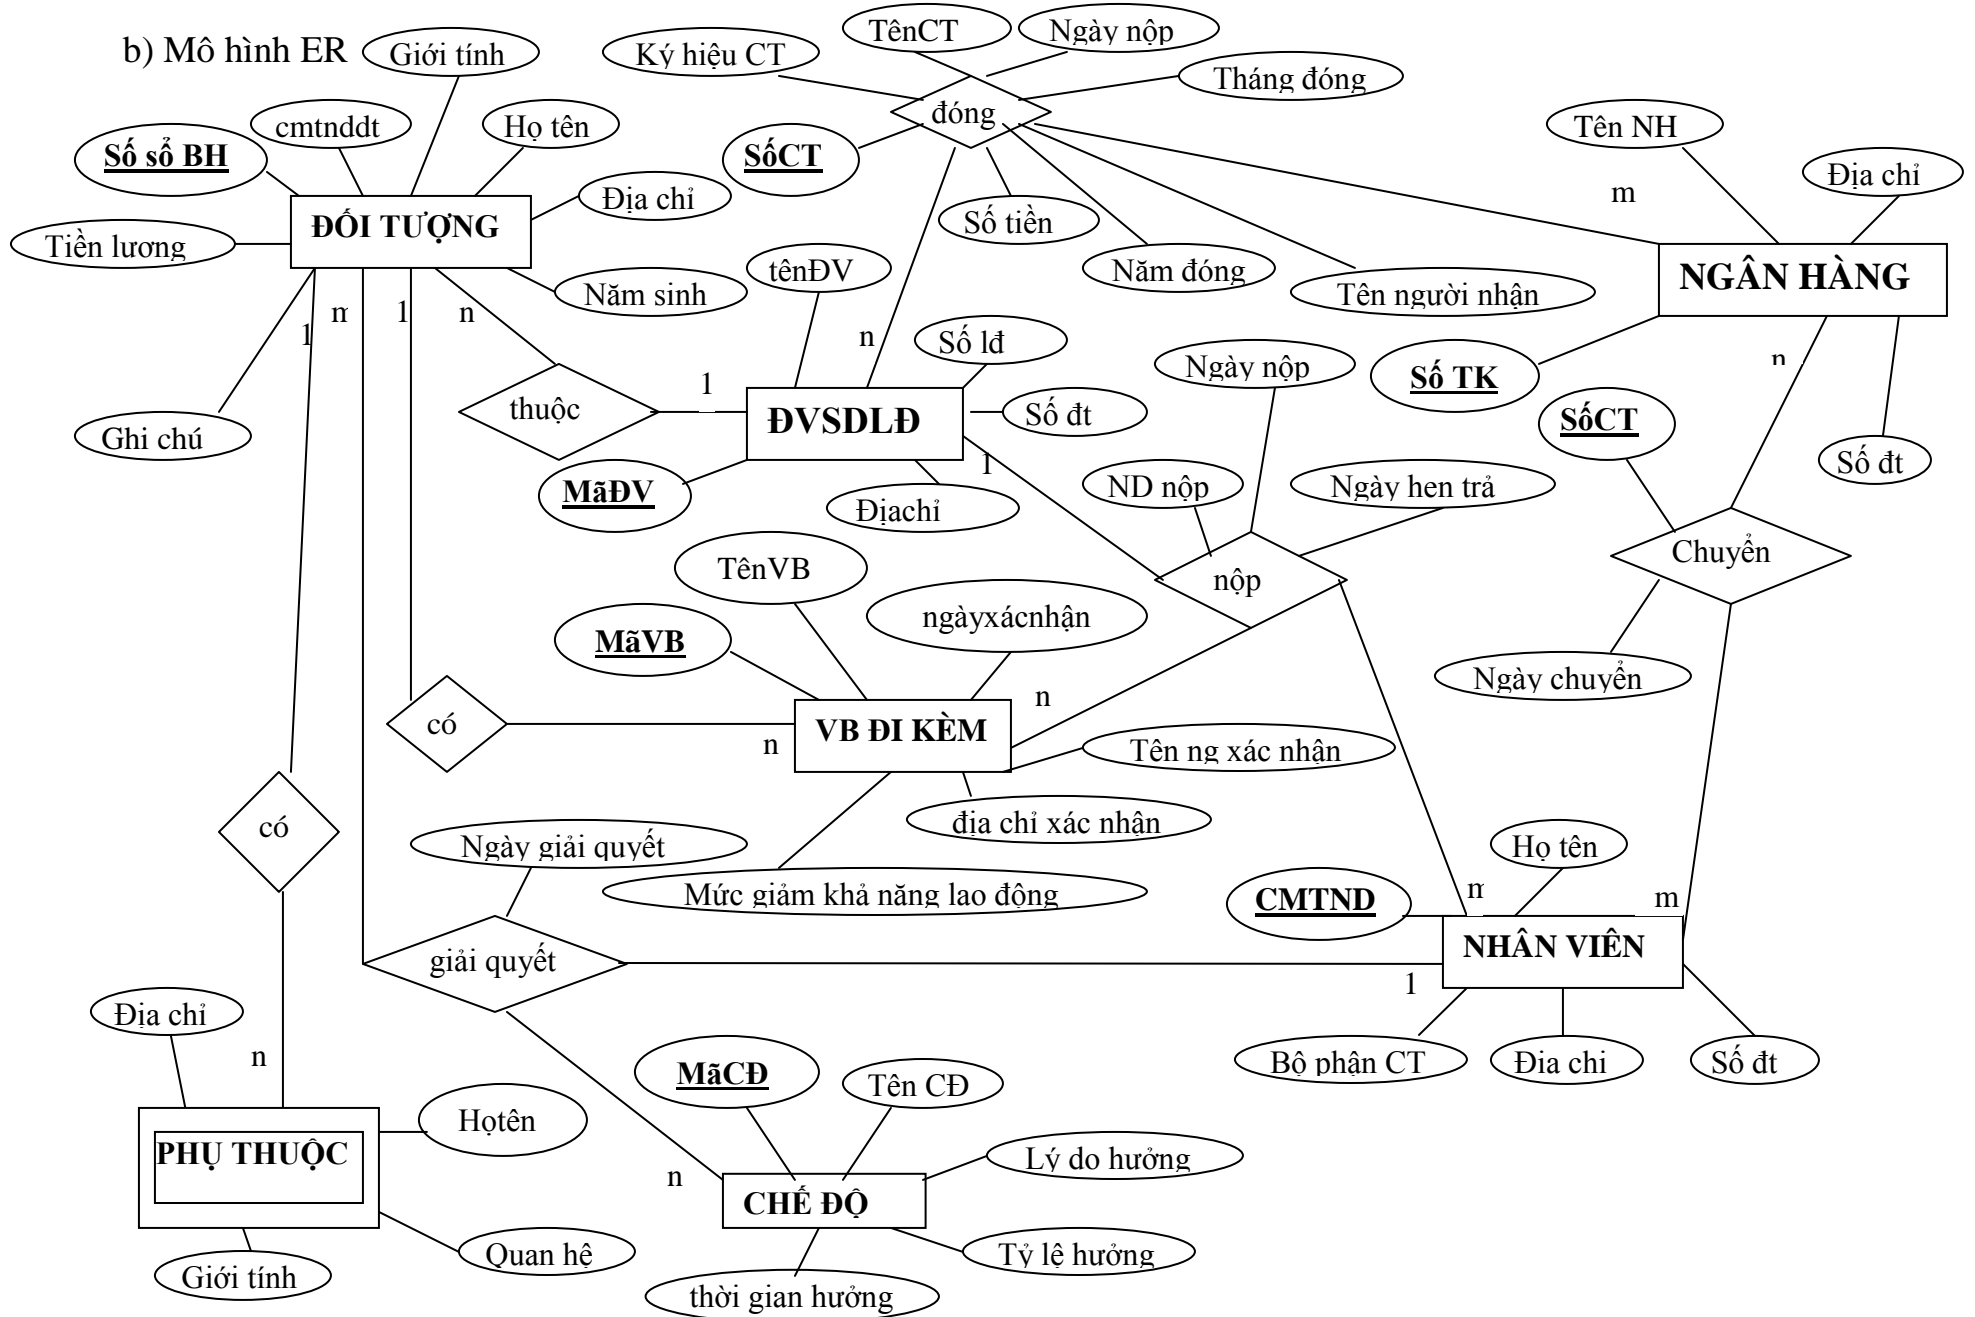 b) Mô hình ER
Giới tính
Ký hiệu CT
TênCT
Ngày nộp
Tháng đóng
đóng
cmtnddt
Họ tên
Số sổ BH
SốCT
Tên NH
Địa chỉ
Địa chỉ
m
ĐỐI TƯỢNG
Số tiền
Tiền lương
tênĐV
Năm đóng
NGÂN HÀNG
Năm sinh
Tên người nhận
1
m
1
n
n
Số lđ
Ngày nộp
n
Số TK
1
thuộc
ĐVSDLĐ
Số đt
SốCT
Ghi chú
1
Số đt
MãĐV
ND nộp
Ngày hen trả
Địachỉ
TênVB
nộp
Chuyển
ngàyxácnhận
MãVB
Ngày chuyển
n
có
n
VB ĐI KÈM
Tên ng xác nhận
có
địa chỉ xác nhận
Ngày giải quyết
Họ tên
Mức giảm khả năng lao động
CMTND
m
m
giải quyết
NHÂN VIÊN
1
Địa chỉ
n
Bộ phận CT
Đia chi
Số đt
MãCĐ
Tên CĐ
Họtên
PHỤ THUỘC
Lý do hưởng
n
CHẾ ĐỘ
Quan hệ
Tỷ lệ hưởng
Giới tính
thời gian hưởng